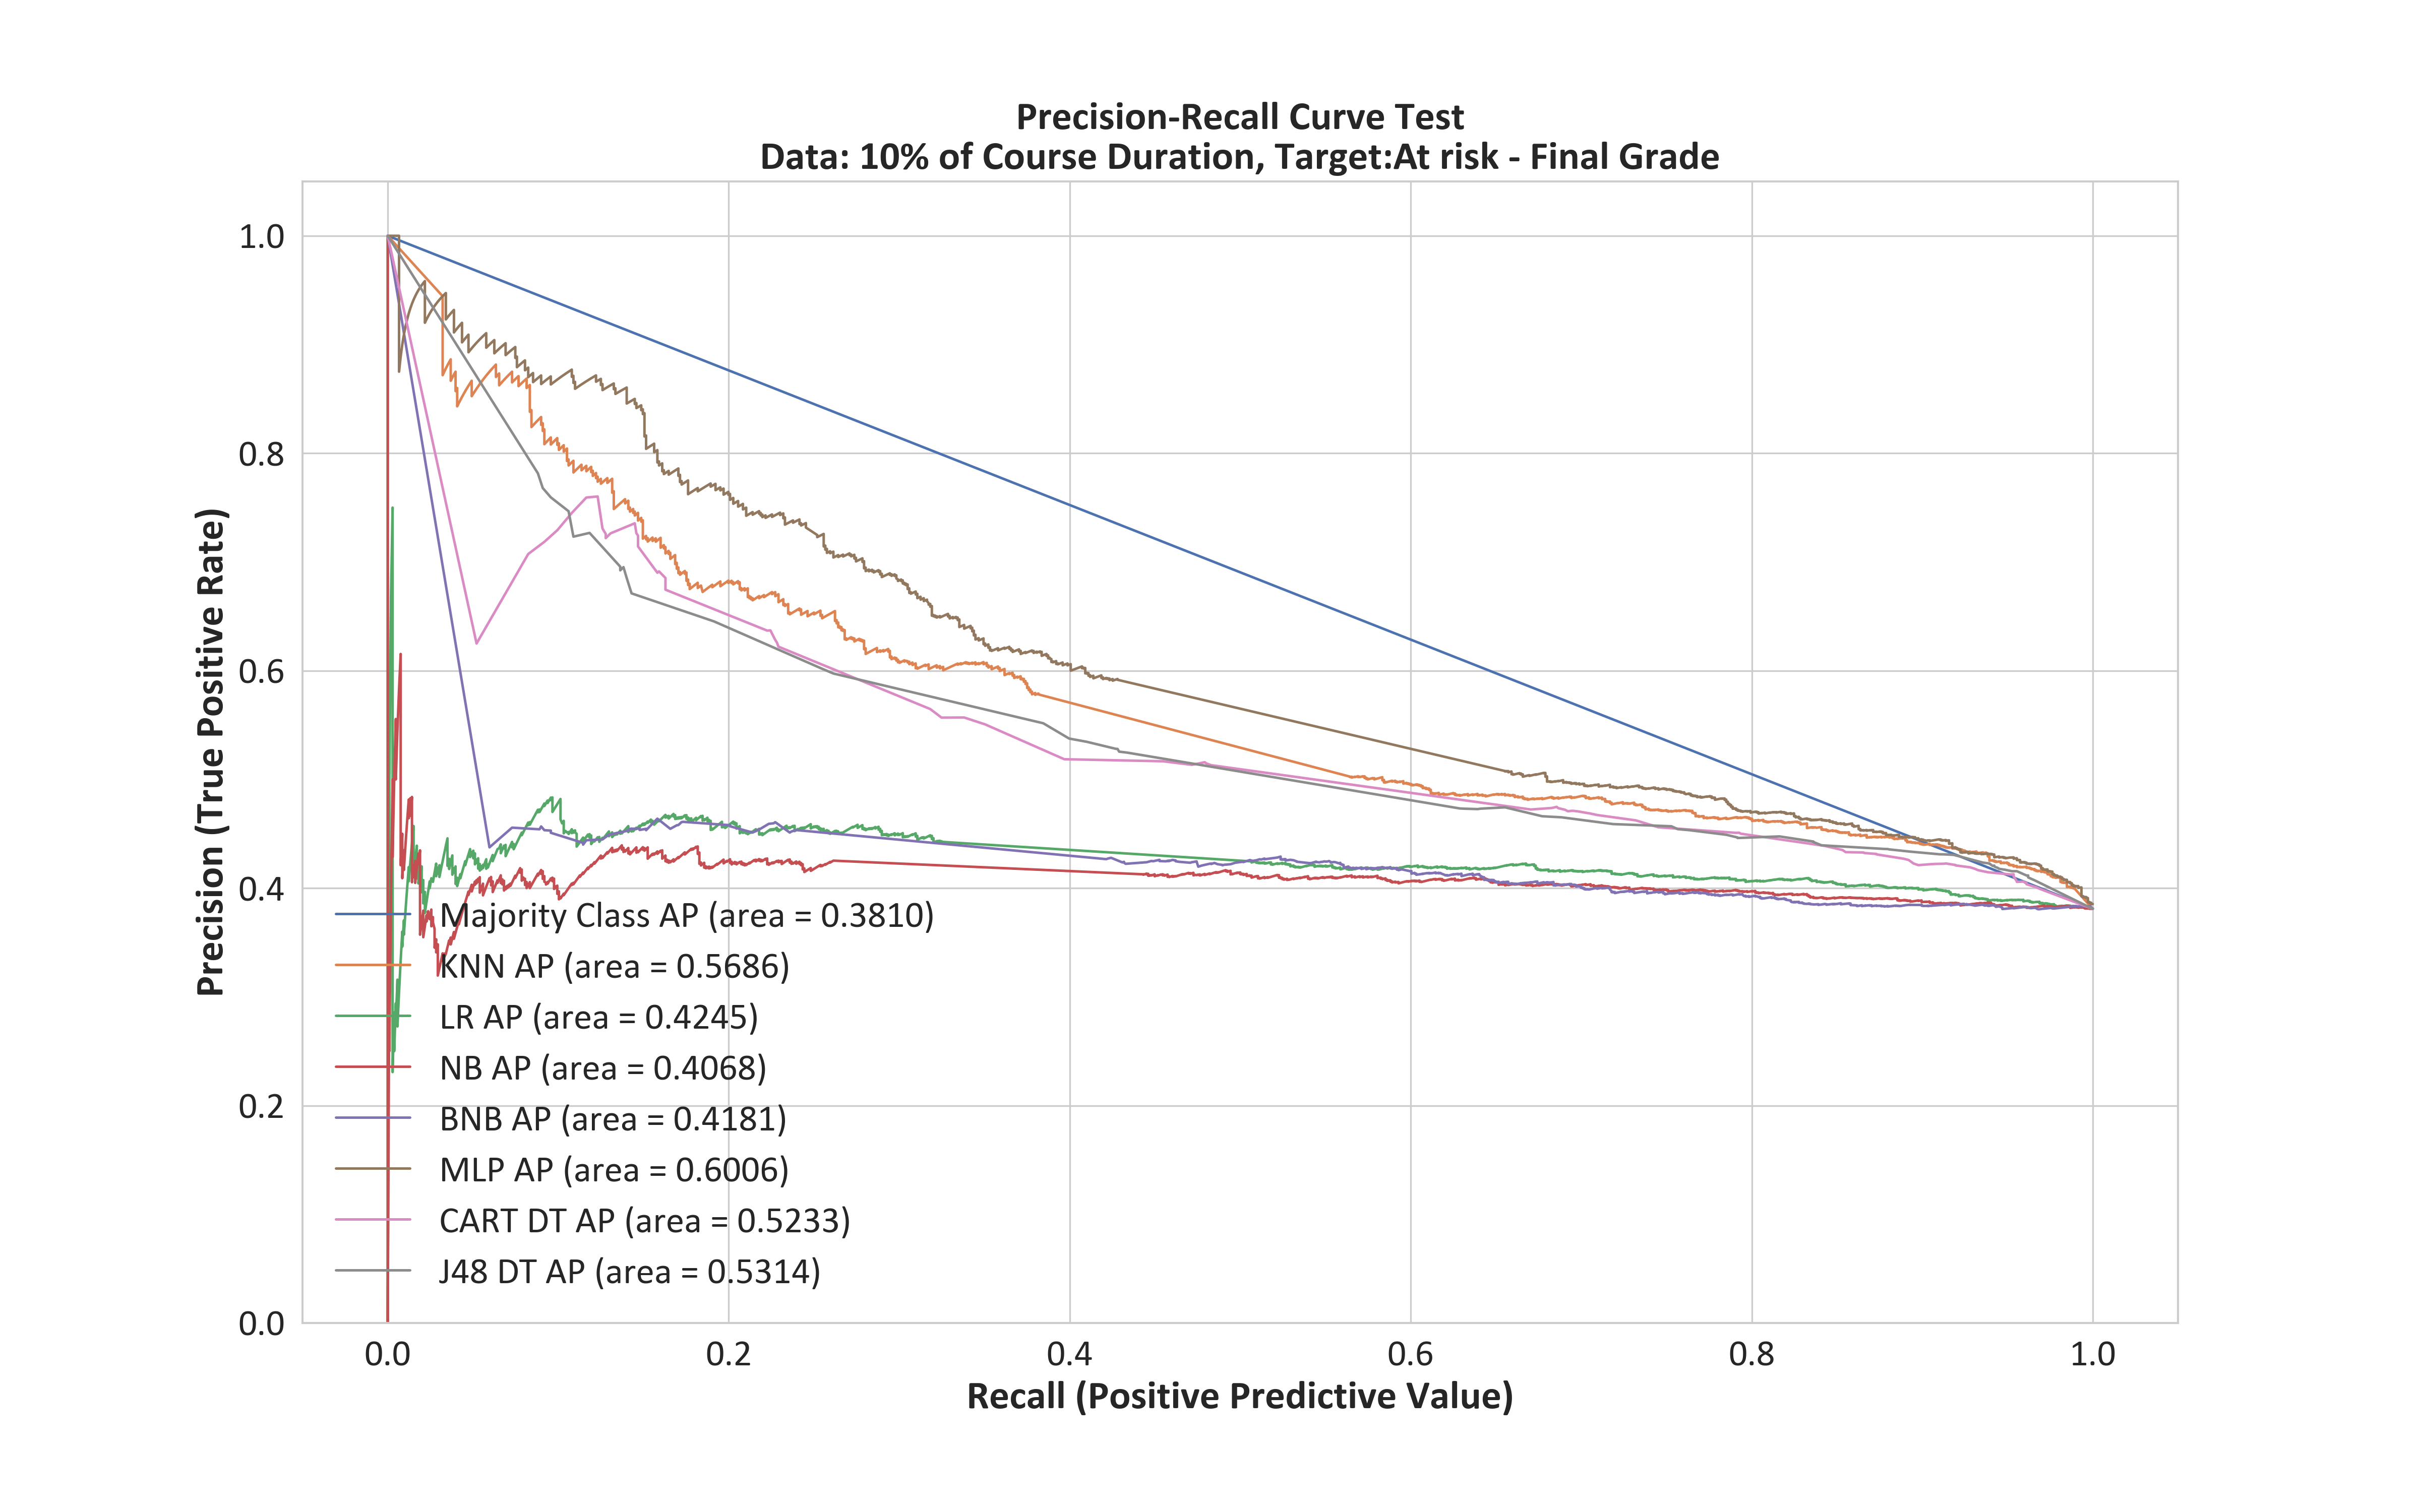 Precision-Recall Curve Test
Data: 10% of Course Duration, Target:At risk - Final Grade
Precision (True Positive Rate)
1.0
0.8
0.6
0.4
0.2
0.0
Majority Class AP (area = 0.3810)
KNN AP (area = 0.5686)
LR AP (area = 0.4245)
NB AP (area = 0.4068)
BNB AP (area = 0.4181)
MLP AP (area = 0.6006)
CART DT AP (area = 0.5233)
J48 DT AP (area = 0.5314)
0.0 0.2 0.4 0.6 0.8 1.0
Recall (Positive Predictive Value)